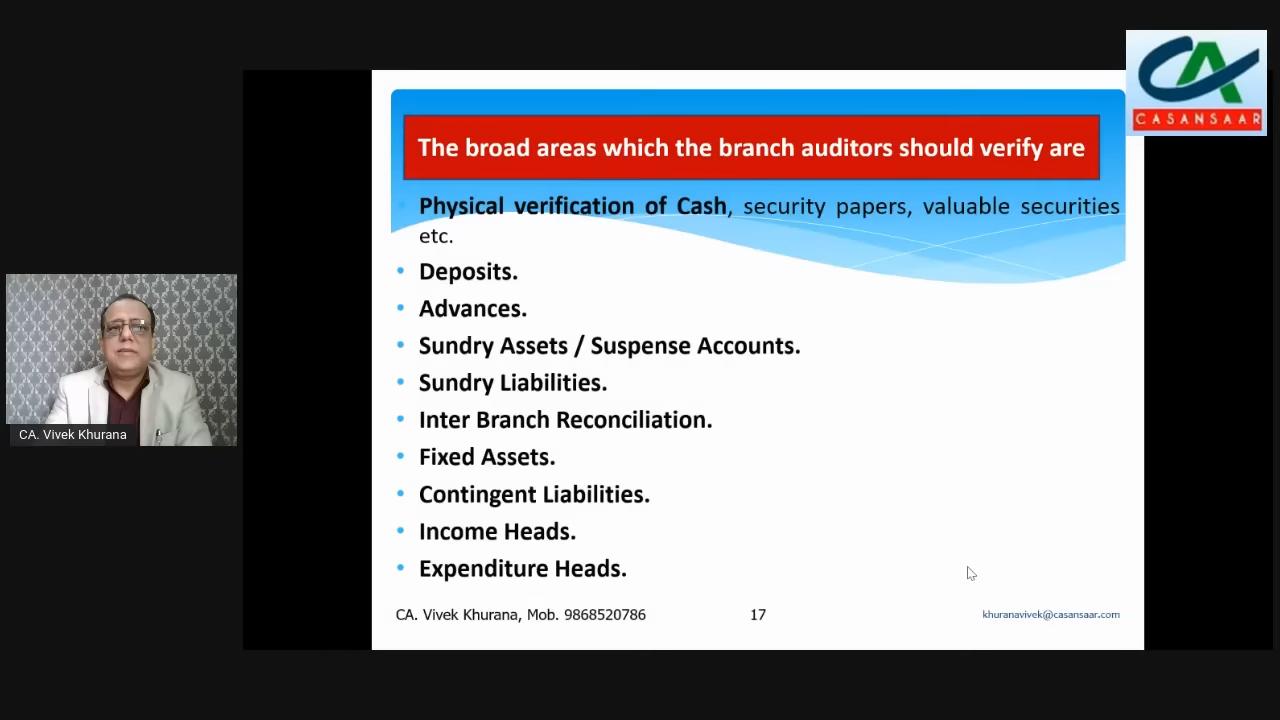 CASANSAAR
The broad areas which the branch auditors should verify are
Physical verification of Cash, security papers, valuable securities
etc.
Deposits.
Advances.
Sundry Assets / Suspense Accounts.
Sundry Liabilities.
Inter Branch Reconciliation.
Fixed Assets.
Contingent Liabilities.
Income Heads.
Expenditure Heads.
CA. Vivek Khurana, Mob. 9868520786
17
khuranavivek@casansaar.com
CA. Vivek Khurana